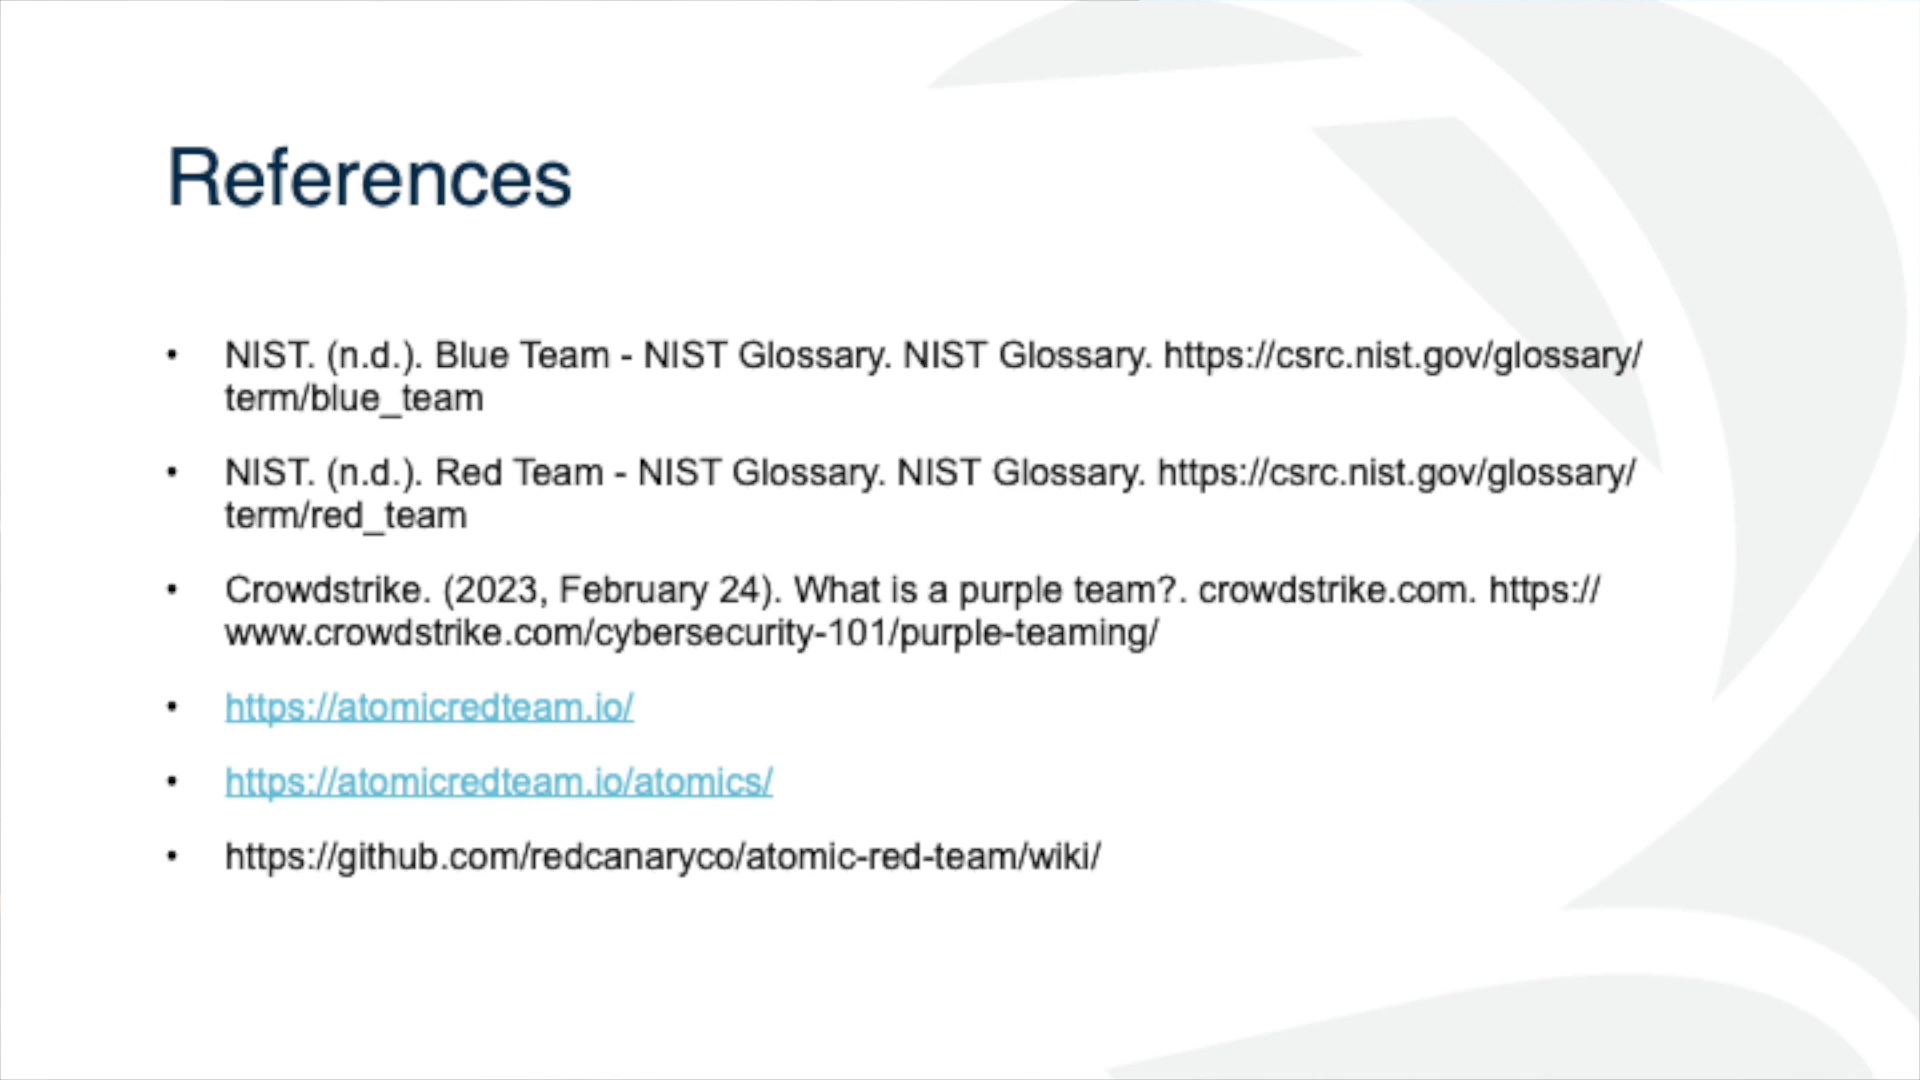 References
• NIST. (n.d.). Blue Team - NIST Glossary. NIST Glossary. https://csrc.nist.gov/glossary/
term/blue_team
• NIST. (n.d.). Red Team - NIST Glossary. NIST Glossary. https://csrc.nist.gov/glossary/
term/red_team
• Crowdstrike. (2023, February 24). What is a purple team?. crowdstrike.com. https://
www.crowdstrike.com/cybersecurity-101/purple-teaming/
• https://atomicredteam.io/
• https://atomicredteam.io/atomics/
• https://github.com/redcanaryco/atomic-red-team/wiki/